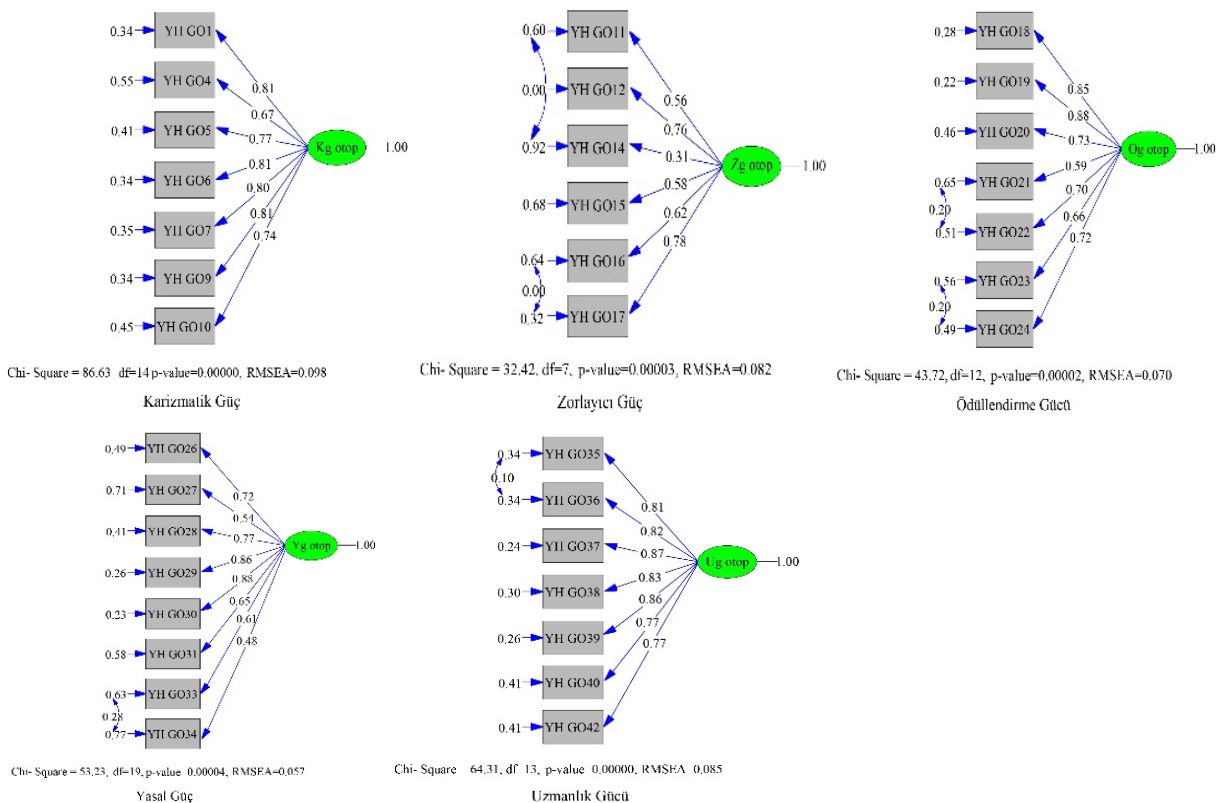 0.34 YH GO1
0.55 YH GO4
0.41 YH GO5
0.34 YH GO6
0.35 YH GO7
0.34 YH GO9
0.45 YH GO10
0.81
0.67
0.77
0.81
0.80
0.81
0.74
Kg otop 1.00
Chi- Square = 86.63 df=14 p-value=0.00000, RMSEA=0.098
Karizmatik Güç
0.60 YH GO11
0.00 YH GO12
0.92 YH GO14
0.68 YH GO15
0.64 YH GO16
0.00
0.32 YH GO17
0.56
0.76
0.31
0.58
0.62
0.78
Zg otop 1.00
Chi- Square = 32,42, df=7, p-value=0.00003, RMSEA=0.082
Zorlayıcı Güç
0.28 YH GO18
0.22 YH GO19
0.46 YH GO20
0.65 YH GO21
0.20
0.51 YH GO22
0.56 YH GO23
0.20
0.49 YH GO24
0.85
0.88
0.73
0.59
0.70
0.66
0.72
Og otop 1.00
Chi- Square = 43.72, df=12, p-value=0.00002, RMSEA=0.070
Ödüllendirme Gücü
0.49 YH GO26
0.71 YH GO27
0.41 YH GO28
0.26 YH GO29
0.23 YH GO30
0.58 YH GO31
0.63 YH GO33
0.28
0.77 YH GO34
0.72
0.54
0.77
0.86
0.88
0.65
0.61
0.48
Yg otop 1.00
Chi- Square = 53,23, df=19, p-value 0.00004, RMSEA=0,057
Yasal Güç
0.34 YH GO35
0.10
0.34 YH GO36
0.24 YH GO37
0.30 YH GO38
0.26 YH GO39
0.41 YH GO40
0.41 YH GO42
0.81
0.82
0.87
0.83
0.86
0.77
0.77
Ug otop 1.00
Chi- Square 64,31, df 13, p-value 0.00000, RMSEA 0,085
Uzmanlık Gücü